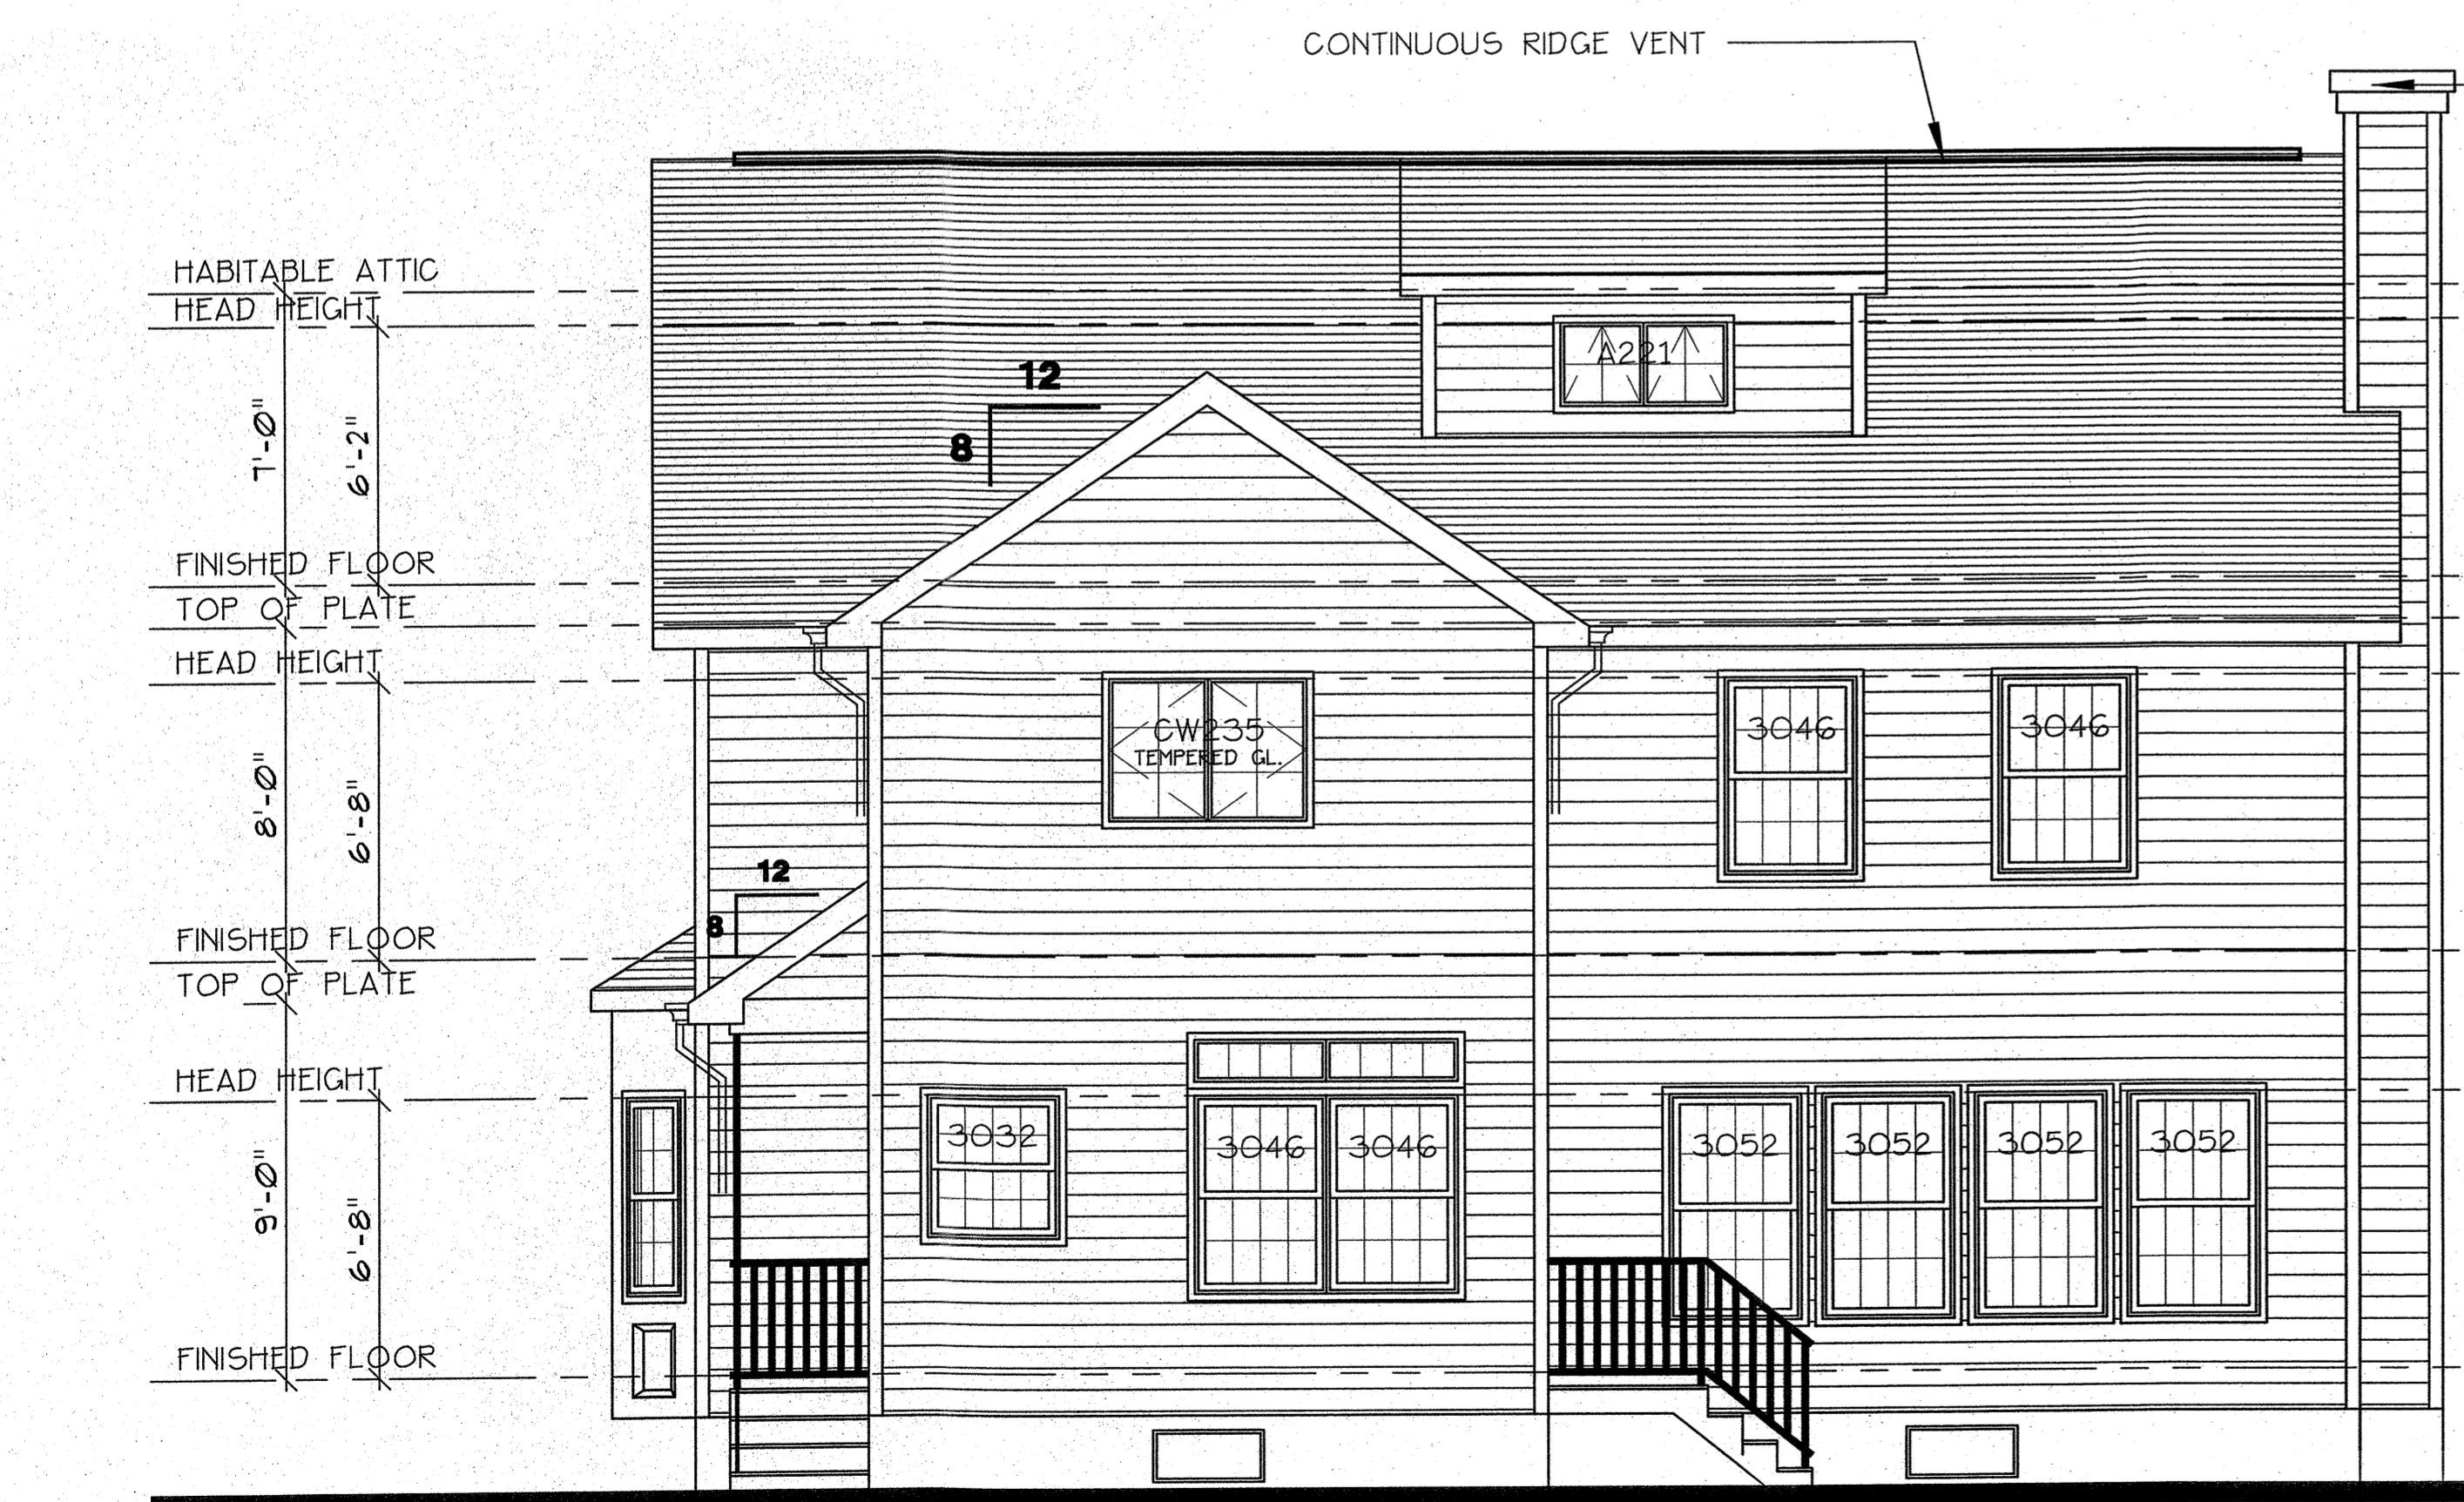 CONTINUOUS RIDGE VENT
HABITABLE ATTIC
HEAD HEIGHT
7'-0"
6'-2"
12
8
A221
FINISHED FLOOR
TOP OF PLATE
HEAD HEIGHT
8'-0"
6'-8"
CW235
TEMPERED GL.
3046
3046
12
8
FINISHED FLOOR
TOP OF PLATE
HEAD HEIGHT
9'-0"
6'-8"
3032
3046
3046
3052
3052
3052
3052
FINISHED FLOOR